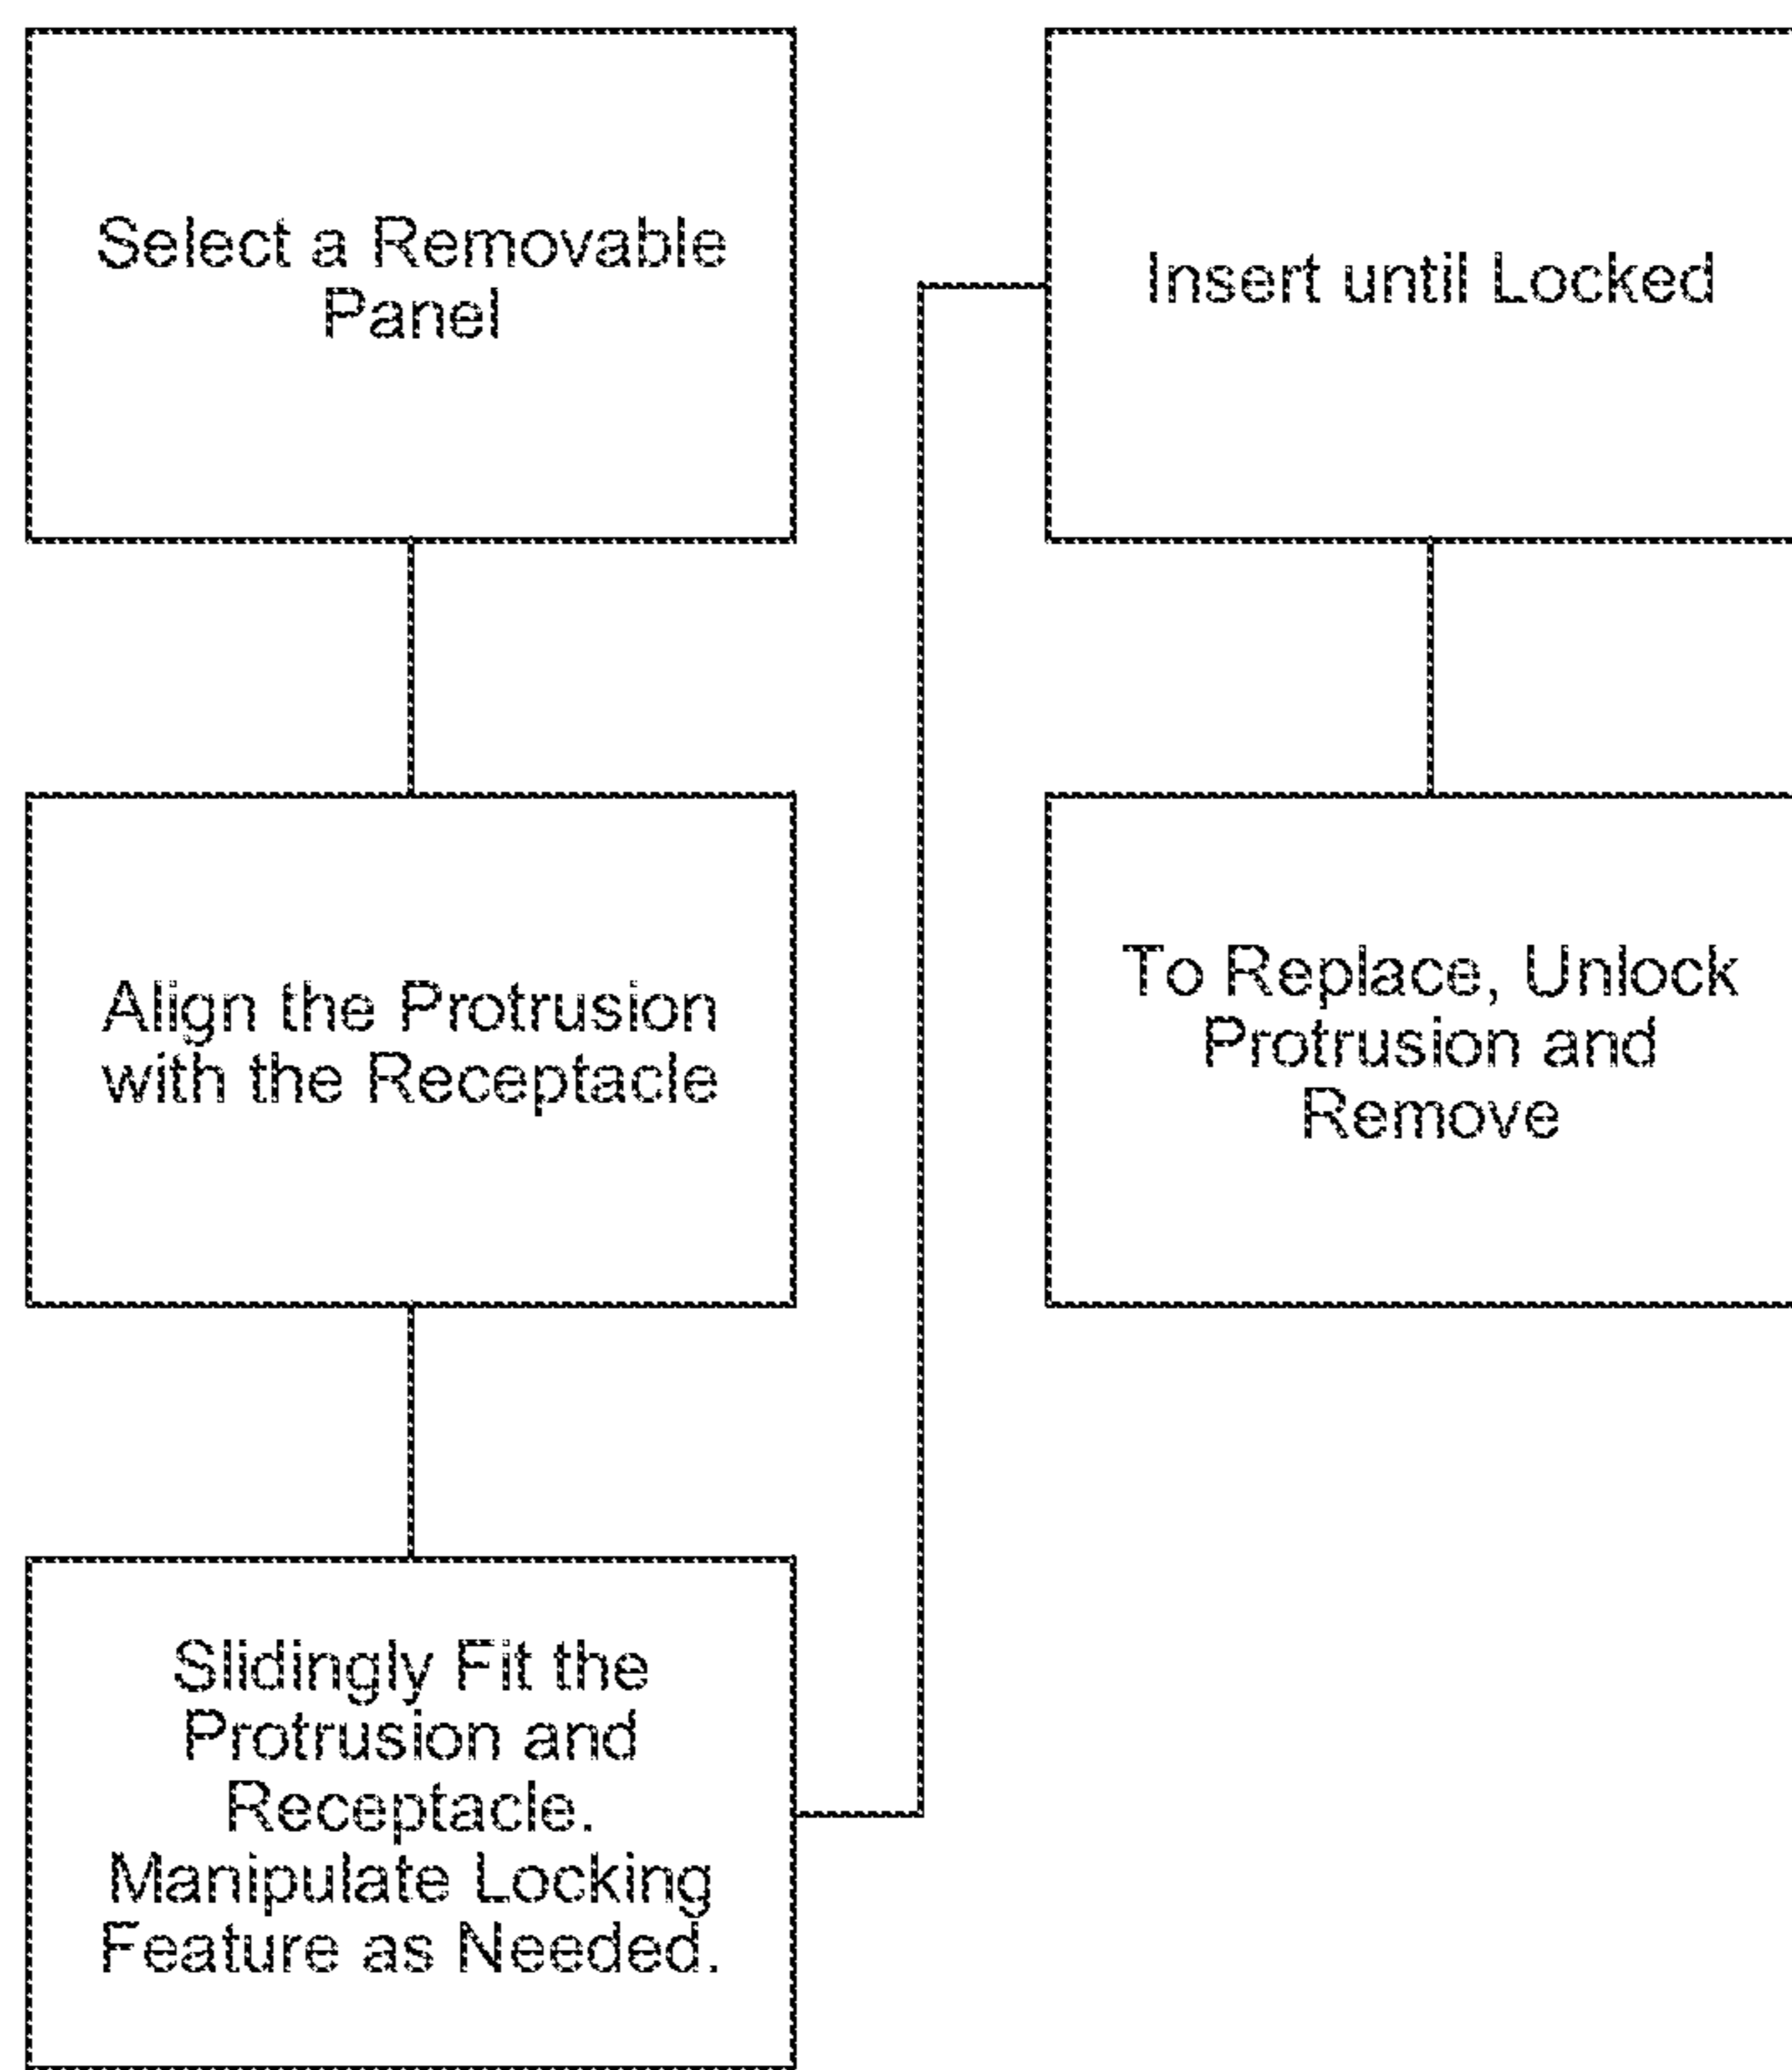 Select a Removable
Panel
Align the Protrusion
with the Receptacle
Slidingly Fit the
Protrusion and
Receptacle.
Manipulate Locking
Feature as Needed.
Insert until Locked
To Replace, Unlock
Protrusion and
Remove